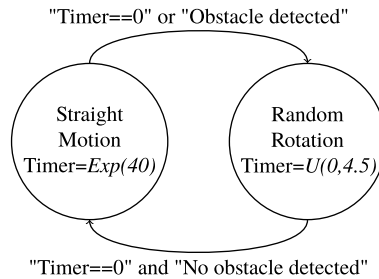 "Timer==0" or "Obstacle detected"
Straight
Motion
Timer=Exp(40)
Random
Rotation
Timer=U(0,4.5)
"Timer==0" and "No obstacle detected"